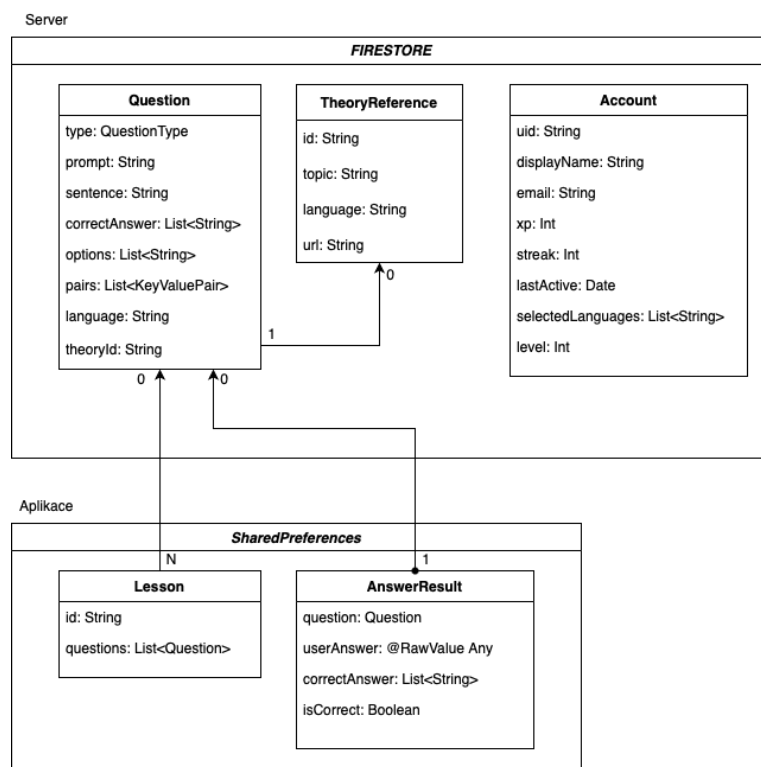 Server
FIRESTORE
Question
type: QuestionType
prompt: String
sentence: String
correctAnswer: List<String>
options: List<String>
pairs: List<KeyValuePair>
language: String
theoryId: String
TheoryReference
id: String
topic: String
language: String
url: String
Account
uid: String
displayName: String
email: String
xp: Int
streak: Int
lastActive: Date
selectedLanguages: List<String>
level: Int
0
1
0
0
Aplikace
SharedPreferences
N
1
Lesson
id: String
questions: List<Question>
AnswerResult
question: Question
userAnswer: @RawValue Any
correctAnswer: List<String>
isCorrect: Boolean